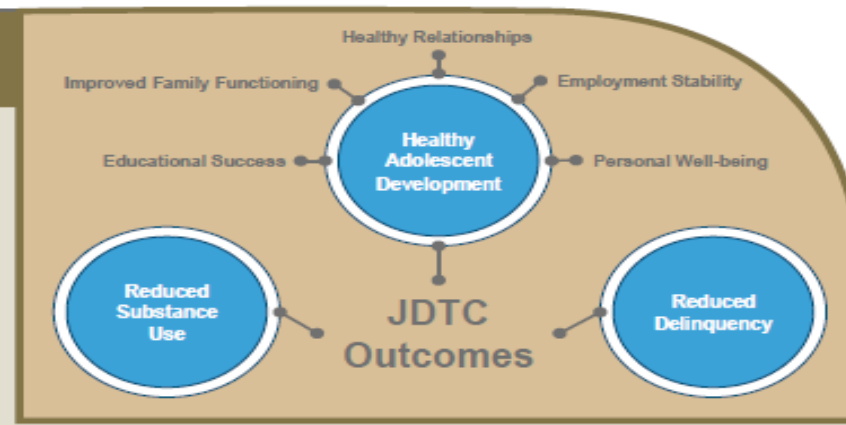 Healthy Relationships
Improved Family Functioning
Employment Stability
Healthy
Adolescent
Development
Educational Success
Personal Well-being
Reduced
Substance
Use
JDTC
Outcomes
Reduced
Delinquency